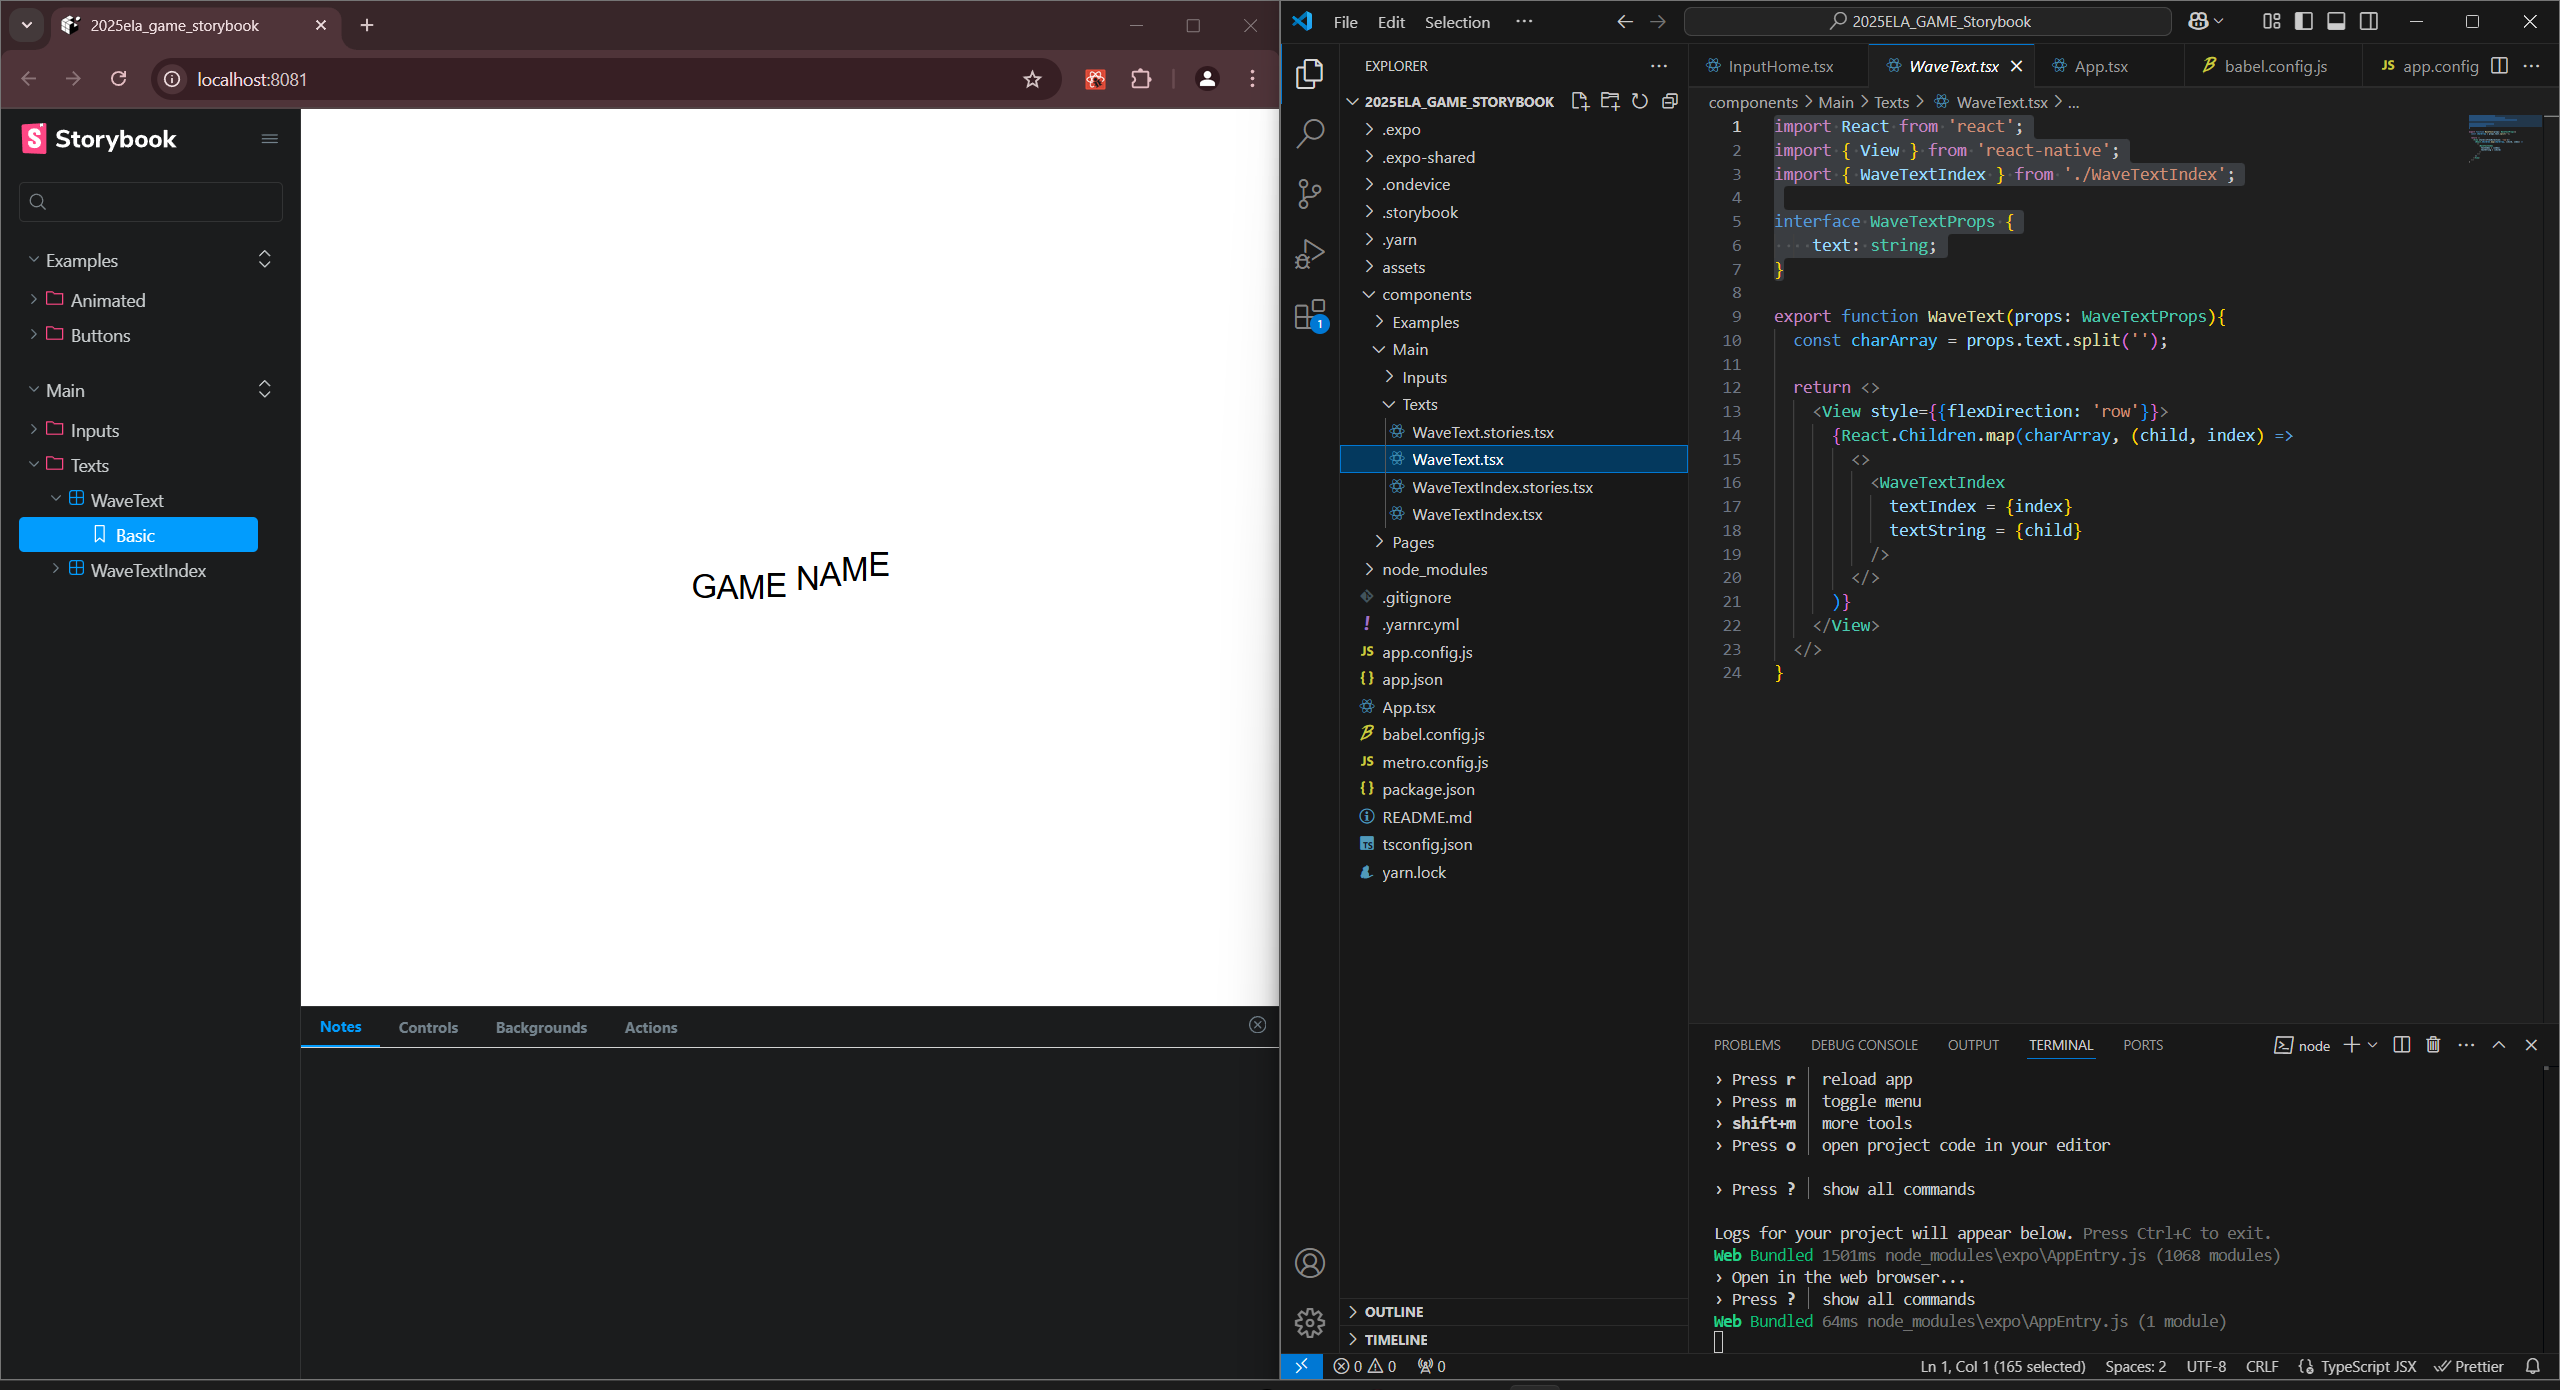 2025ela_game_storybook
localhost:8081
Storybook
Examples
Animated
Buttons
Main
Inputs
Texts
WaveText
Basic
WaveTextIndex
GAME NAME
Notes Controls Backgrounds Actions
File Edit Selection ···
2025ELA_GAME_Storybook
EXPLORER
2025ELA_GAME_STORYBOOK
.expo
.expo-shared
.ondevice
.storybook
.yarn
assets
components
Examples
Main
Inputs
Texts
WaveText.stories.tsx
WaveText.tsx
WaveTextIndex.stories.tsx
WaveTextIndex.tsx
Pages
node_modules
.gitignore
.yarnrc.yml
app.config.js
app.json
App.tsx
babel.config.js
metro.config.js
package.json
README.md
tsconfig.json
yarn.lock
OUTLINE
TIMELINE
1
InputHome.tsx WaveText.tsx App.tsx babel.config.js JS app.config
components > Main > Texts > WaveText.tsx > ...
1 import React from 'react';
2 import { View } from 'react-native';
3 import { WaveTextIndex } from './WaveTextIndex';
4
5 interface WaveTextProps {
6 text: string;
7 }
8
9 export function WaveText(props: WaveTextProps){
10 const charArray = props.text.split('');
11
12 return <>
13 <View style={{flexDirection: 'row'}}>
14 {React.Children.map(charArray, (child, index) =>
15 <>
16 <WaveTextIndex
17 textIndex = {index}
18 textString = {child}
19 />
20 </>
21 )}
22 </View>
23 </>
24 }
PROBLEMS DEBUG CONSOLE OUTPUT TERMINAL PORTS node
› Press r │ reload app
› Press m │ toggle menu
› shift+m │ more tools
› Press o │ open project code in your editor
› Press ? │ show all commands
Logs for your project will appear below. Press Ctrl+C to exit.
Web Bundled 1501ms node_modules\expo\AppEntry.js (1068 modules)
› Open in the web browser...
› Press ? │ show all commands
Web Bundled 64ms node_modules\expo\AppEntry.js (1 module)
0 0 0 Ln 1, Col 1 (165 selected) Spaces: 2 UTF-8 CRLF TypeScript JSX Prettier